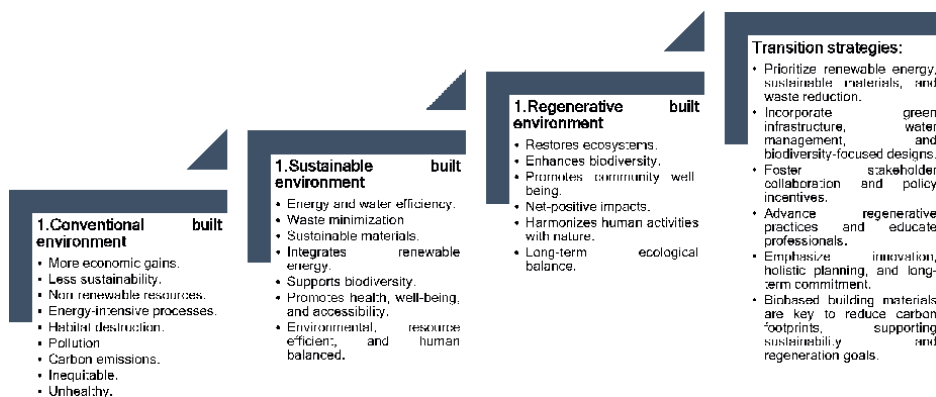 1.Conventional built
environment
• More economic gains.
• Less sustainability.
• Non renewable resources.
• Energy-intensive processes.
• Habitat destruction.
• Pollution
• Carbon emissions.
• Inequitable.
• Unhealthy.
1.Sustainable built
environment
• Energy and water efficiency.
• Waste minimization
• Sustainable materials.
• Integrates renewable
energy.
• Supports biodiversity.
• Promotes health, well-being,
and accessibility.
• Environmental, resource
efficient, and human
balanced.
1.Regenerative built
environment
• Restores ecosystems.
• Enhances biodiversity.
• Promotes community well
being.
• Net-positive impacts.
• Harmonizes human activities
with nature.
• Long-term ecological
balance.
Transition strategies:
• Prioritize renewable energy,
sustainable materials, and
waste reduction.
• Incorporate green
infrastructure, water
management, and
biodiversity-focused designs.
• Foster stakeholder
collaboration and policy
incentives.
• Advance regenerative
practices and educate
professionals.
• Emphasize innovation,
holistic planning, and long-
term commitment.
• Biobased building materials
are key to reduce carbon
footprints, supporting
sustainability and
regeneration goals.